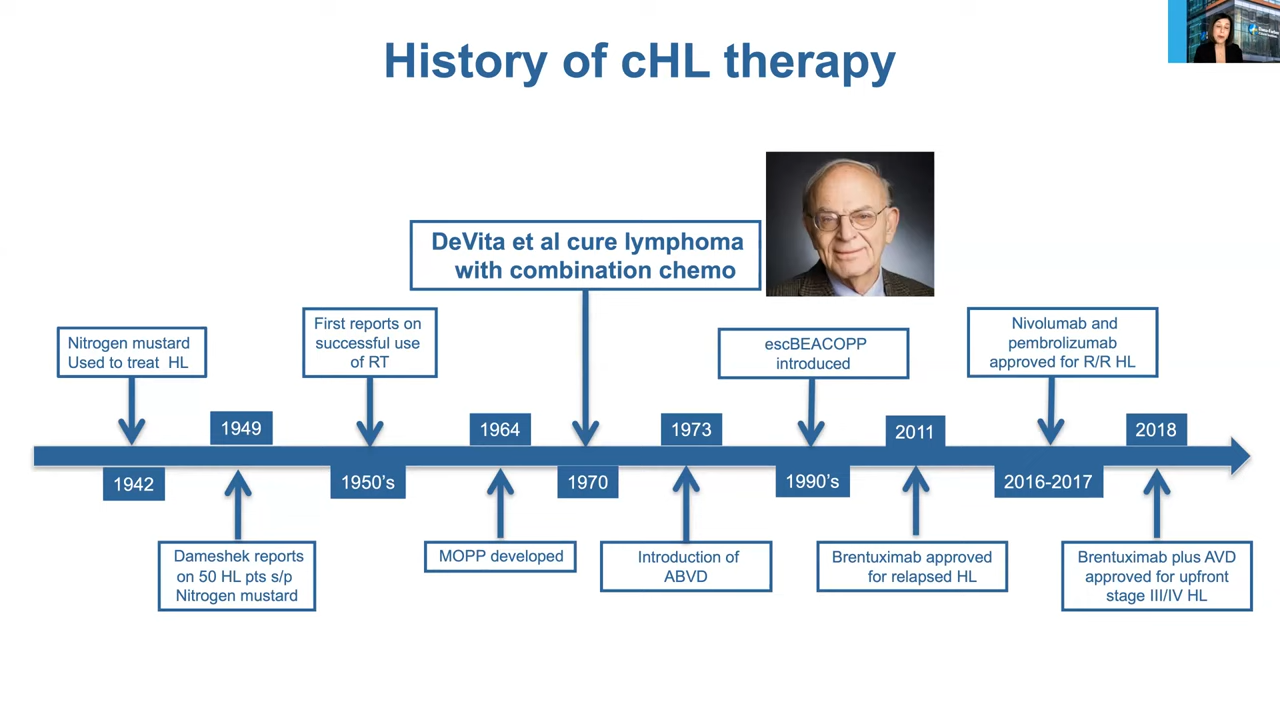 History of cHL therapy
DeVita et al cure lymphoma
with combination chemo
Nitrogen mustard
Used to treat HL
First reports on
successful use
of RT
escBEACOPP
introduced
Nivolumab and
pembrolizumab
approved for R/R HL
1949
1964
1973
2011
2018
1942
1950's
1970
1990's
2016-2017
Dameshek reports
on 50 HL pts s/p
Nitrogen mustard
MOPP developed
Introduction of
ABVD
Brentuximab approved
for relapsed HL
Brentuximab plus AVD
approved for upfront
stage III/IV HL